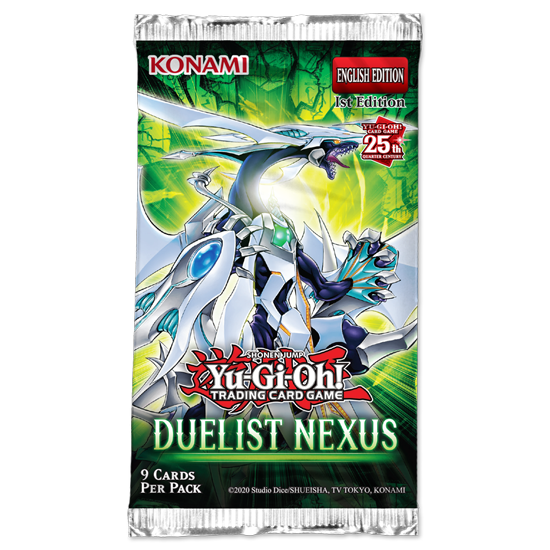 KONAMI
ENGLISH EDITION
1st Edition
YU-GI-OH!
CARD GAME
25th
QUARTER CENTURY
SHONEN JUMP
Yu-Gi-Oh!
TRADING CARD GAME
DUELIST NEXUS
9 CARDS
PER PACK
©2020 Studio Dice/SHUEISHA, TV TOKYO, KONAMI